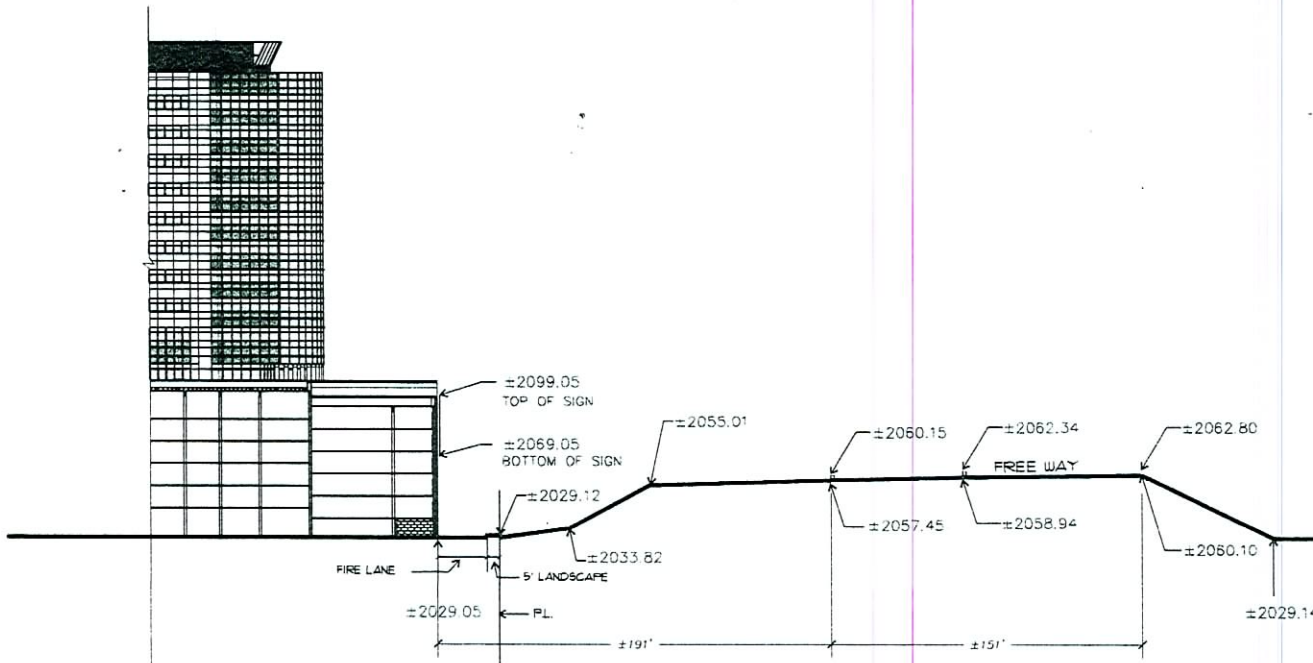 ±2099.05
TOP OF SIGN
±2069.05
BOTTOM OF SIGN
±2055.01
±2060.15
±2062.34
±2062.80
FREE WAY
±2029.12
±2057.45
±2058.94
±2060.10
±2033.82
FIRE LANE
5' LANDSCAPE
±2029.05
P.L.
±2029.14
±191'
±151'